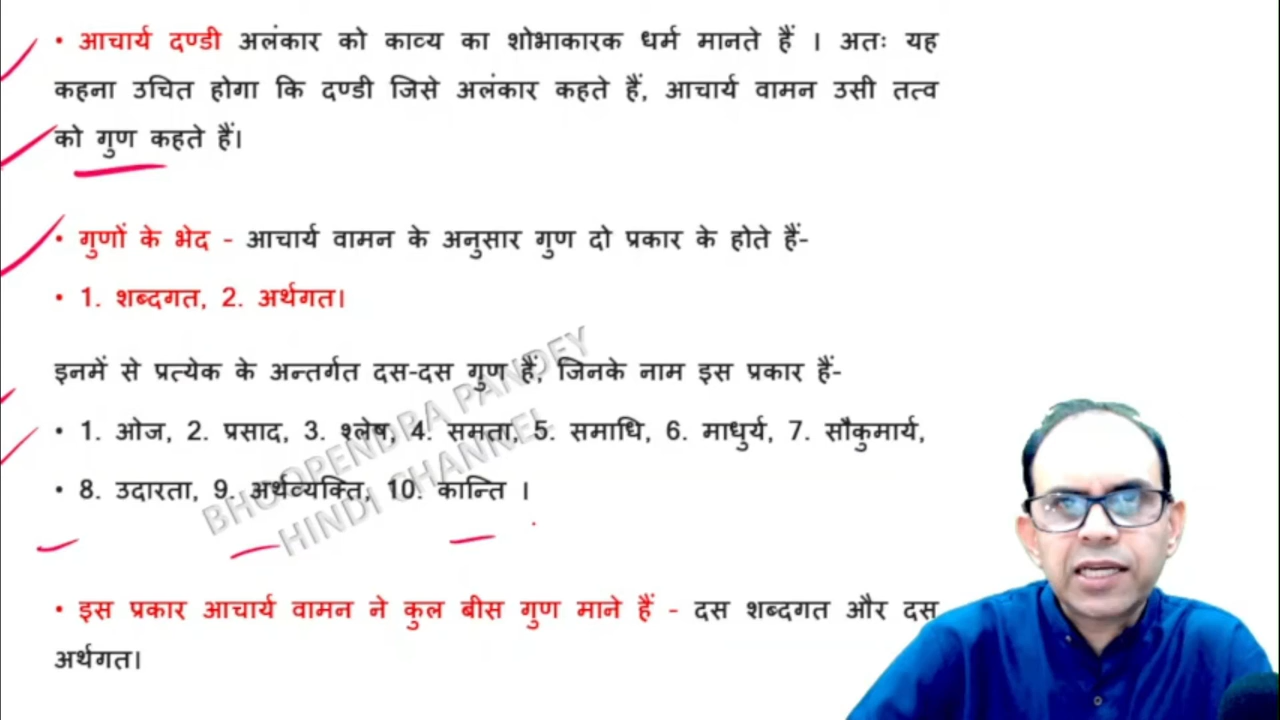 • आचार्य दण्डी अलंकार को काव्य का शोभाकारक धर्म मानते हैं । अतः यह
कहना उचित होगा कि दण्डी जिसे अलंकार कहते हैं, आचार्य वामन उसी तत्व
को गुण कहते हैं।
• गुणों के भेद - आचार्य वामन के अनुसार गुण दो प्रकार के होते हैं-
• 1. शब्दगत, 2. अर्थगत।
इनमें से प्रत्येक के अन्तर्गत दस-दस गुण हैं, जिनके नाम इस प्रकार हैं-
• 1. ओज, 2. प्रसाद, 3. श्लेष, 4. समता, 5. समाधि, 6. माधुर्य, 7. सौकुमार्य,
• 8. उदारता, 9. अर्थव्यक्ति, 10. कान्ति ।
BHOOPENDRA PANDEY
HINDI CHANNEL
• इस प्रकार आचार्य वामन ने कुल बीस गुण माने हैं - दस शब्दगत और दस
अर्थगत।